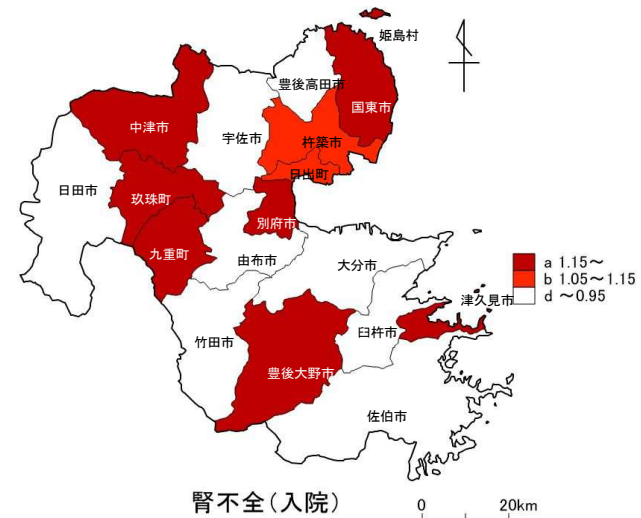 姫島村
豊後高田市
国東市
中津市
宇佐市
杵築市
日出町
日田市
玖珠町
別府市
九重町
由布市
大分市
a 1.15～
b 1.05～1.15
d ～0.95
津久見市
臼杵市
竹田市
豊後大野市
佐伯市
腎不全(入院)
0 20km